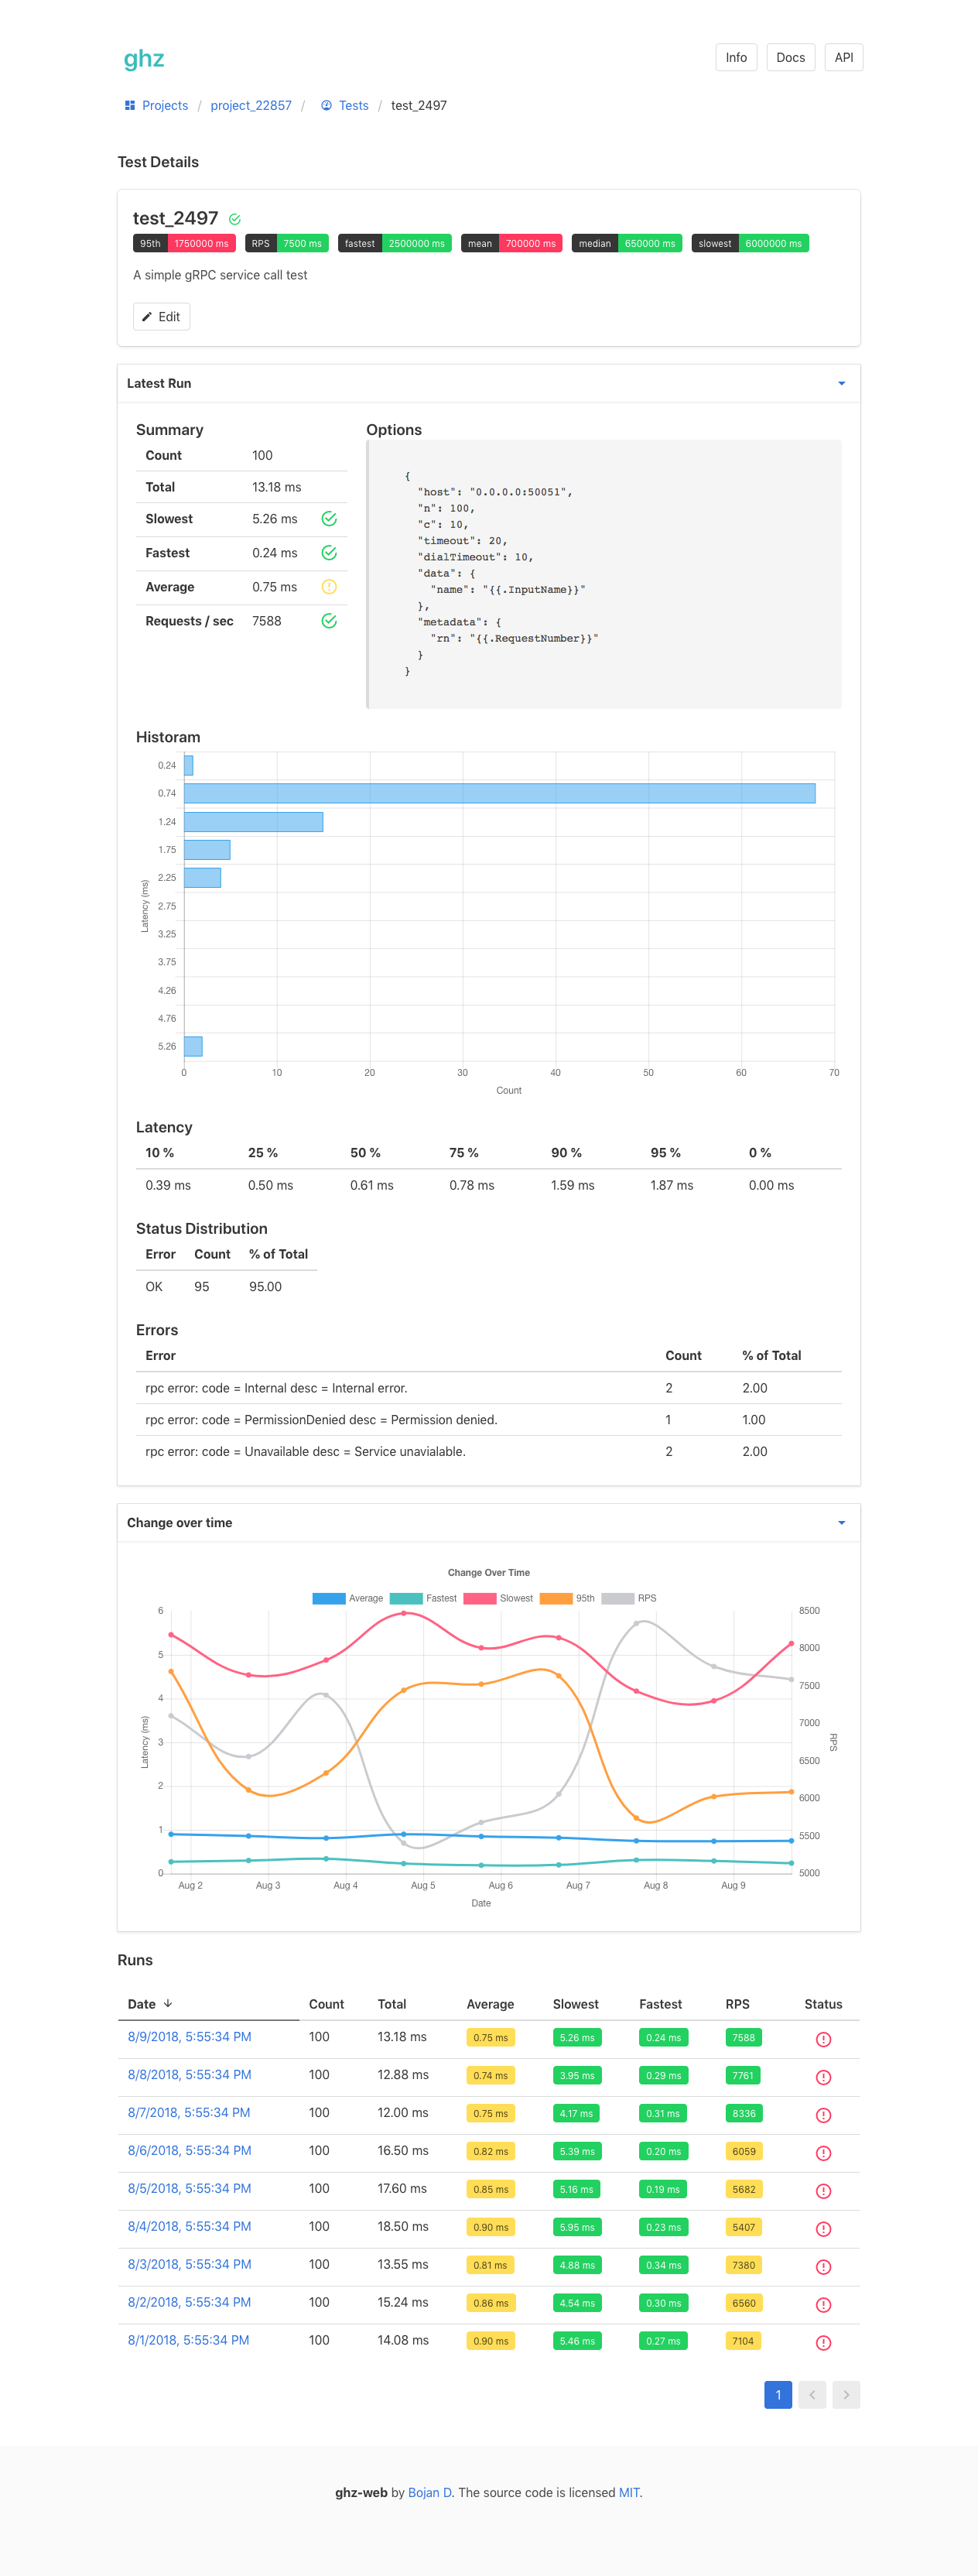 ghz
Info Docs API
Projects / project_22857 / Tests / test_2497
Test Details
test_2497
95th 1750000 ms RPS 7500 ms fastest 2500000 ms mean 700000 ms median 650000 ms slowest 6000000 ms
A simple gRPC service call test
Edit
Latest Run
Summary
Count 100
Total 13.18 ms
Slowest 5.26 ms
Fastest 0.24 ms
Average 0.75 ms
Requests / sec 7588
Options
{
"host": "0.0.0.0:50051",
"n": 100,
"c": 10,
"timeout": 20,
"dialTimeout": 10,
"data": {
"name": "{{.InputName}}"
},
"metadata": {
"rn": "{{.RequestNumber}}"
}
}
Historam
Latency (ms)
0.24
0.74
1.24
1.75
2.25
2.75
3.25
3.75
4.26
4.76
5.26
0 10 20 30 40 50 60 70
Count
Latency
10 % 25 % 50 % 75 % 90 % 95 % 0 %
0.39 ms 0.50 ms 0.61 ms 0.78 ms 1.59 ms 1.87 ms 0.00 ms
Status Distribution
Error Count % of Total
OK 95 95.00
Errors
Error Count % of Total
rpc error: code = Internal desc = Internal error. 2 2.00
rpc error: code = PermissionDenied desc = Permission denied. 1 1.00
rpc error: code = Unavailable desc = Service unavialable. 2 2.00
Change over time
Change Over Time
Average Fastest Slowest 95th RPS
Latency (ms)
6
5
4
3
2
1
0
8500
8000
7500
7000
6500
6000
5500
5000
RPS
Aug 2 Aug 3 Aug 4 Aug 5 Aug 6 Aug 7 Aug 8 Aug 9
Date
Runs
Date Count Total Average Slowest Fastest RPS Status
8/9/2018, 5:55:34 PM 100 13.18 ms 0.75 ms 5.26 ms 0.24 ms 7588
8/8/2018, 5:55:34 PM 100 12.88 ms 0.74 ms 3.95 ms 0.29 ms 7761
8/7/2018, 5:55:34 PM 100 12.00 ms 0.75 ms 4.17 ms 0.31 ms 8336
8/6/2018, 5:55:34 PM 100 16.50 ms 0.82 ms 5.39 ms 0.20 ms 6059
8/5/2018, 5:55:34 PM 100 17.60 ms 0.85 ms 5.16 ms 0.19 ms 5682
8/4/2018, 5:55:34 PM 100 18.50 ms 0.90 ms 5.95 ms 0.23 ms 5407
8/3/2018, 5:55:34 PM 100 13.55 ms 0.81 ms 4.88 ms 0.34 ms 7380
8/2/2018, 5:55:34 PM 100 15.24 ms 0.86 ms 4.54 ms 0.30 ms 6560
8/1/2018, 5:55:34 PM 100 14.08 ms 0.90 ms 5.46 ms 0.27 ms 7104
1
ghz-web by Bojan D. The source code is licensed MIT.